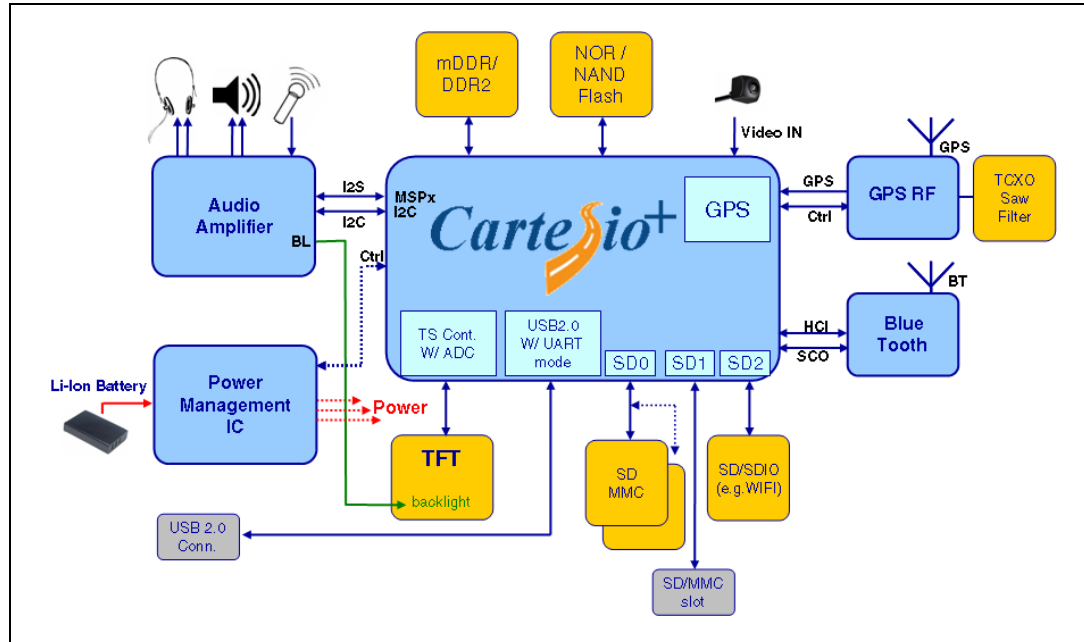 mDDR/
DDR2
NOR /
NAND
Flash
Video IN
GPS
Audio
Amplifier
I2S
I2C
BL
MSPx
I2C
Ctrl
Cartesio+
GPS
GPS
Ctrl
GPS RF
TCXO
Saw
Filter
BT
HCI
SCO
Blue
Tooth
TS Cont.
W/ ADC
USB2.0
W/ UART
mode
SD0
SD1
SD2
Li-Ion Battery
Power
Management
IC
Power
TFT
backlight
SD
MMC
SD/SDIO
(e.g.WIFI)
USB 2.0
Conn.
SD/MMC
slot